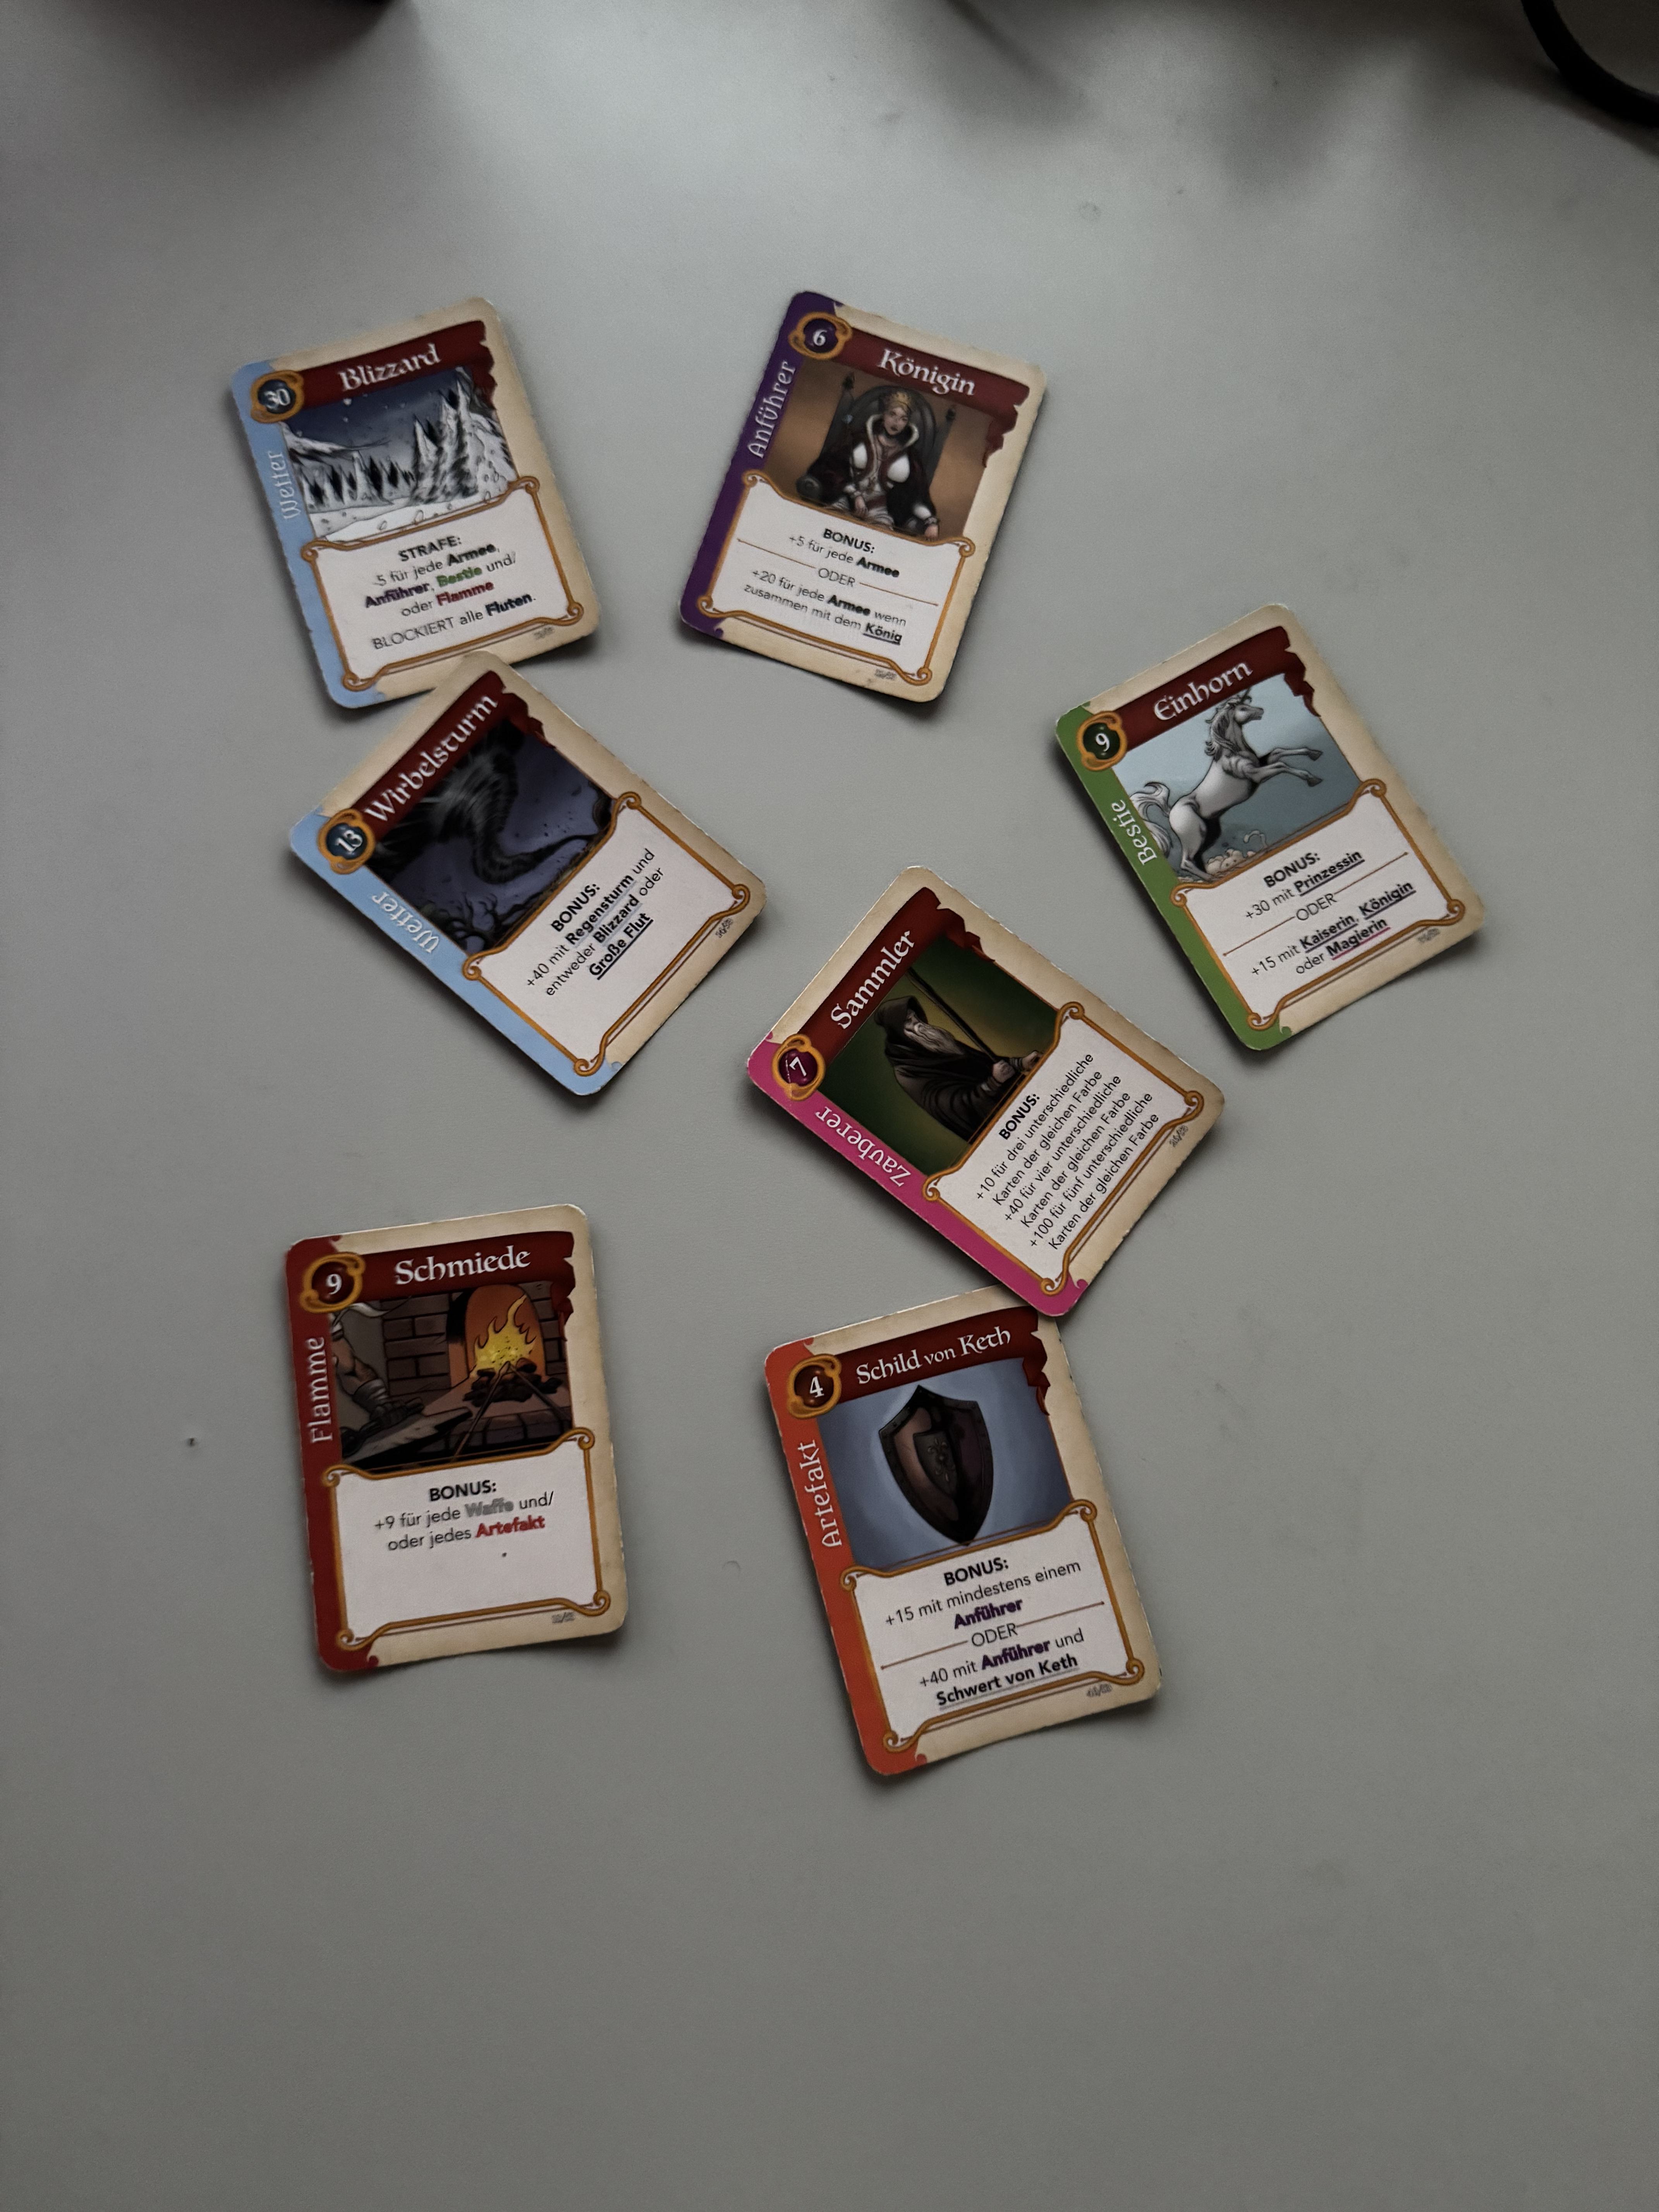 30
Blizzard
Wetter
STRAFE:
-5 für jede Armee,
Anführer, Bestie und/
oder Flamme
BLOCKIERT alle Fluten.
6
Königin
Anführer
BONUS:
+5 für jede Armee
ODER
+20 für jede Armee wenn
zusammen mit dem König
13
Wirbelsturm
Wetter
BONUS:
+40 mit Regensturm und
entweder Blizzard oder
Große Flut
9
Einhorn
Bestie
BONUS:
+30 mit Prinzessin
ODER
+15 mit Kaiserin, Königin
oder Magierin
7
Sammler
Zauberer
BONUS:
+10 für drei unterschiedliche
Karten der gleichen Farbe
+40 für vier unterschiedliche
Karten der gleichen Farbe
+100 für fünf unterschiedliche
Karten der gleichen Farbe
9
Schmiede
Flamme
BONUS:
+9 für jede Waffe und/
oder jedes Artefakt
4
Schild von Keth
Artefakt
BONUS:
+15 mit mindestens einem
Anführer
ODER
+40 mit Anführer und
Schwert von Keth